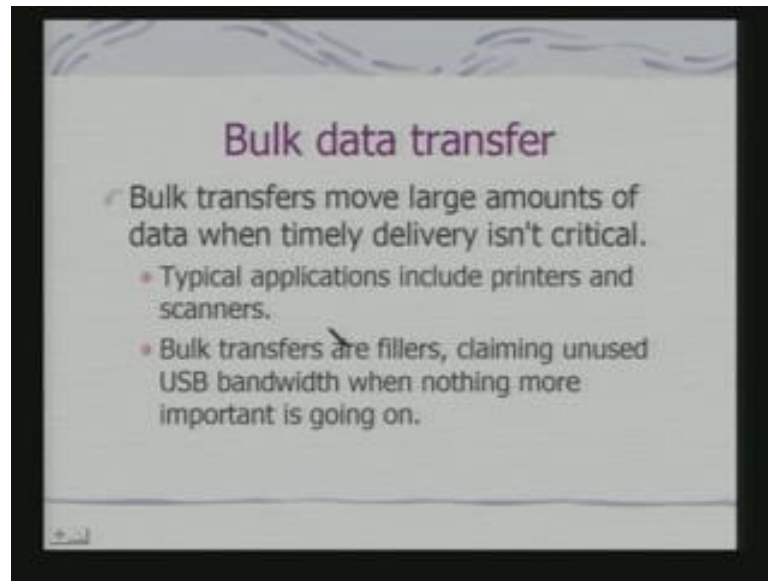 Bulk data transfer
Bulk transfers move large amounts of
data when timely delivery isn't critical.
Typical applications include printers and
scanners.
Bulk transfers are fillers, claiming unused
USB bandwidth when nothing more
important is going on.